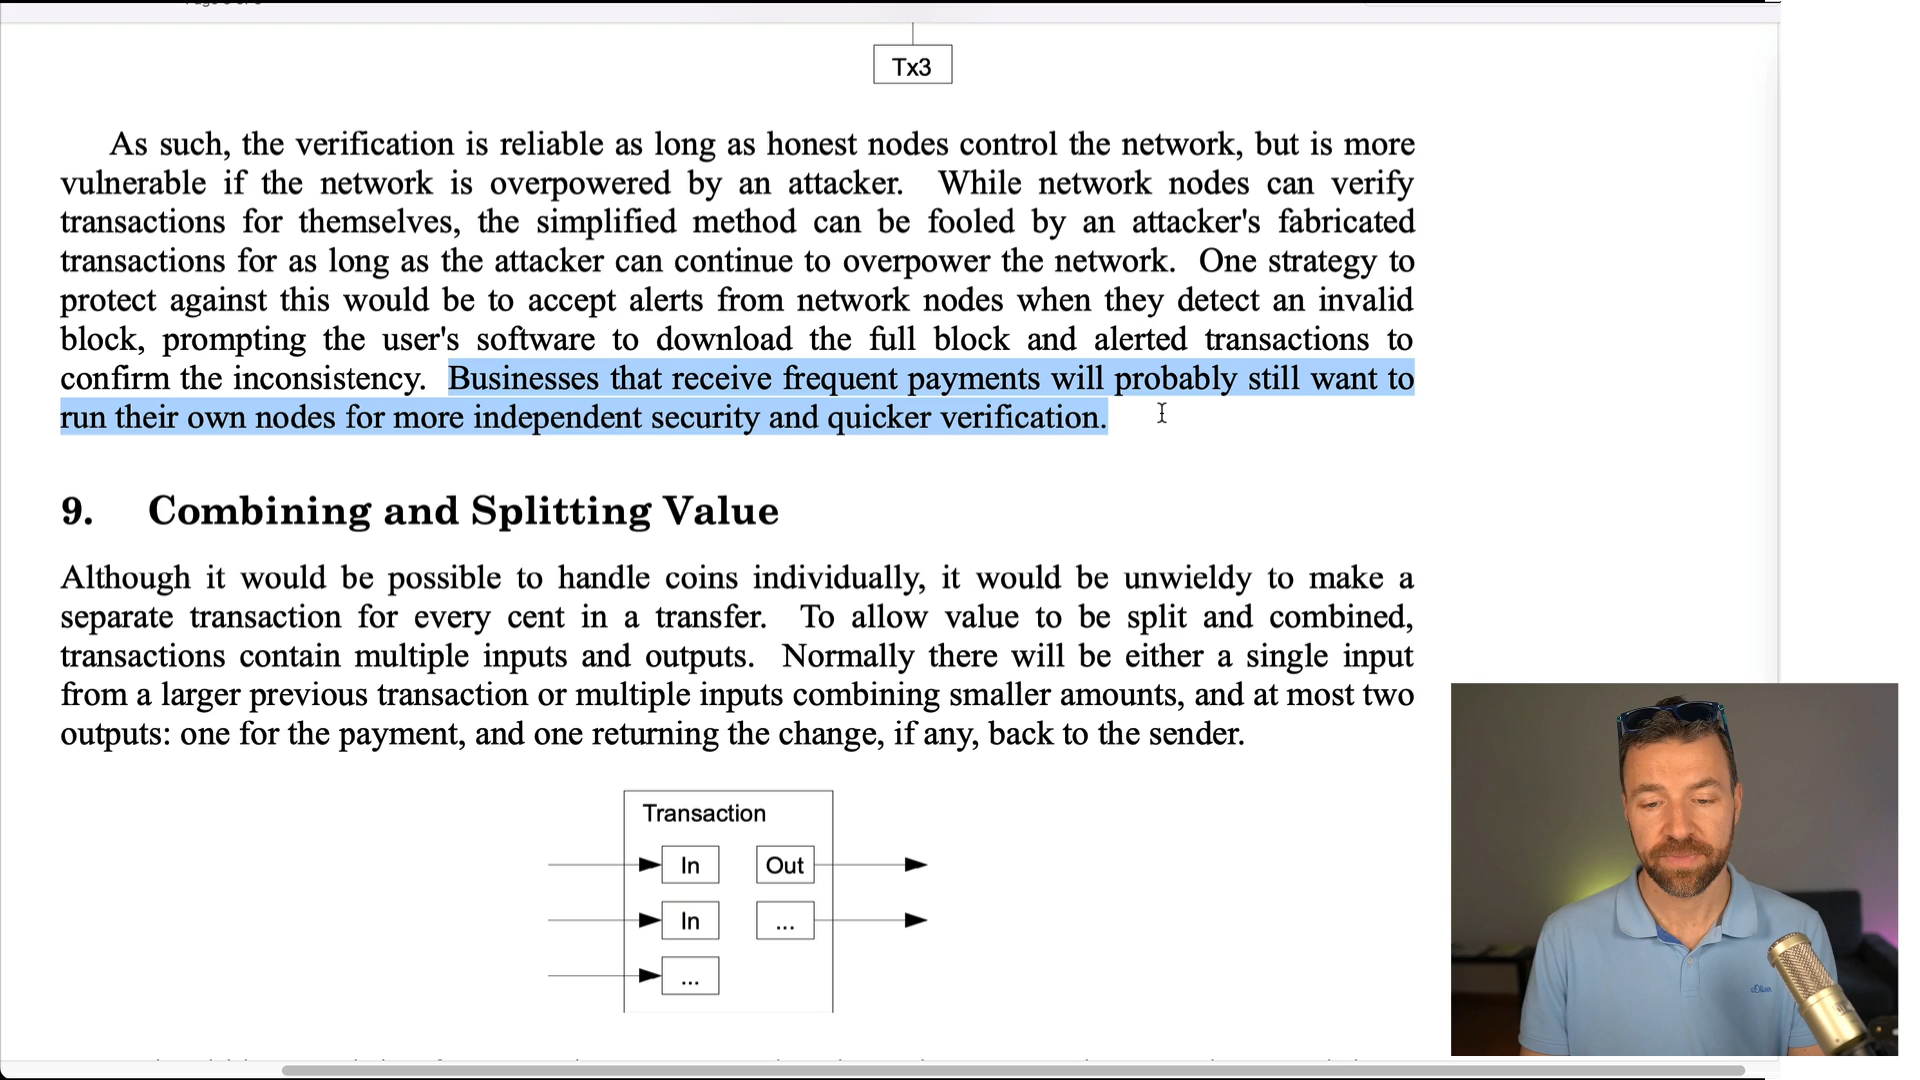 Tx3
As such, the verification is reliable as long as honest nodes control the network, but is more
vulnerable if the network is overpowered by an attacker. While network nodes can verify
transactions for themselves, the simplified method can be fooled by an attacker's fabricated
transactions for as long as the attacker can continue to overpower the network. One strategy to
protect against this would be to accept alerts from network nodes when they detect an invalid
block, prompting the user's software to download the full block and alerted transactions to
confirm the inconsistency. Businesses that receive frequent payments will probably still want to
run their own nodes for more independent security and quicker verification.
9. Combining and Splitting Value
Although it would be possible to handle coins individually, it would be unwieldy to make a
separate transaction for every cent in a transfer. To allow value to be split and combined,
transactions contain multiple inputs and outputs. Normally there will be either a single input
from a larger previous transaction or multiple inputs combining smaller amounts, and at most two
outputs: one for the payment, and one returning the change, if any, back to the sender.
Transaction
In Out
In ...
...
s.Oliver